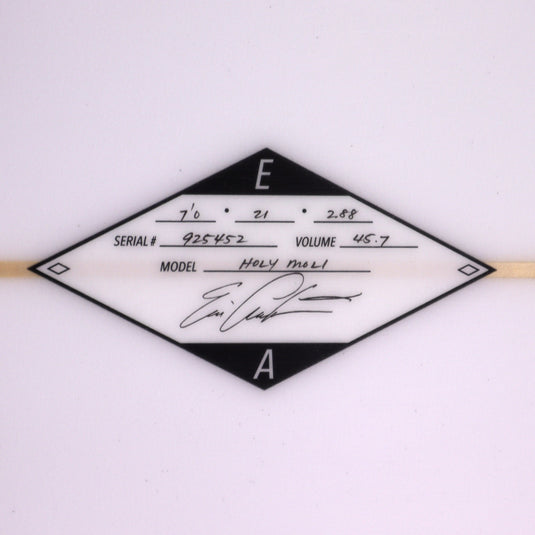 E
7'0 • 21 • 2.88
SERIAL # 925452 VOLUME 45.7
MODEL HOLY MOLI
A